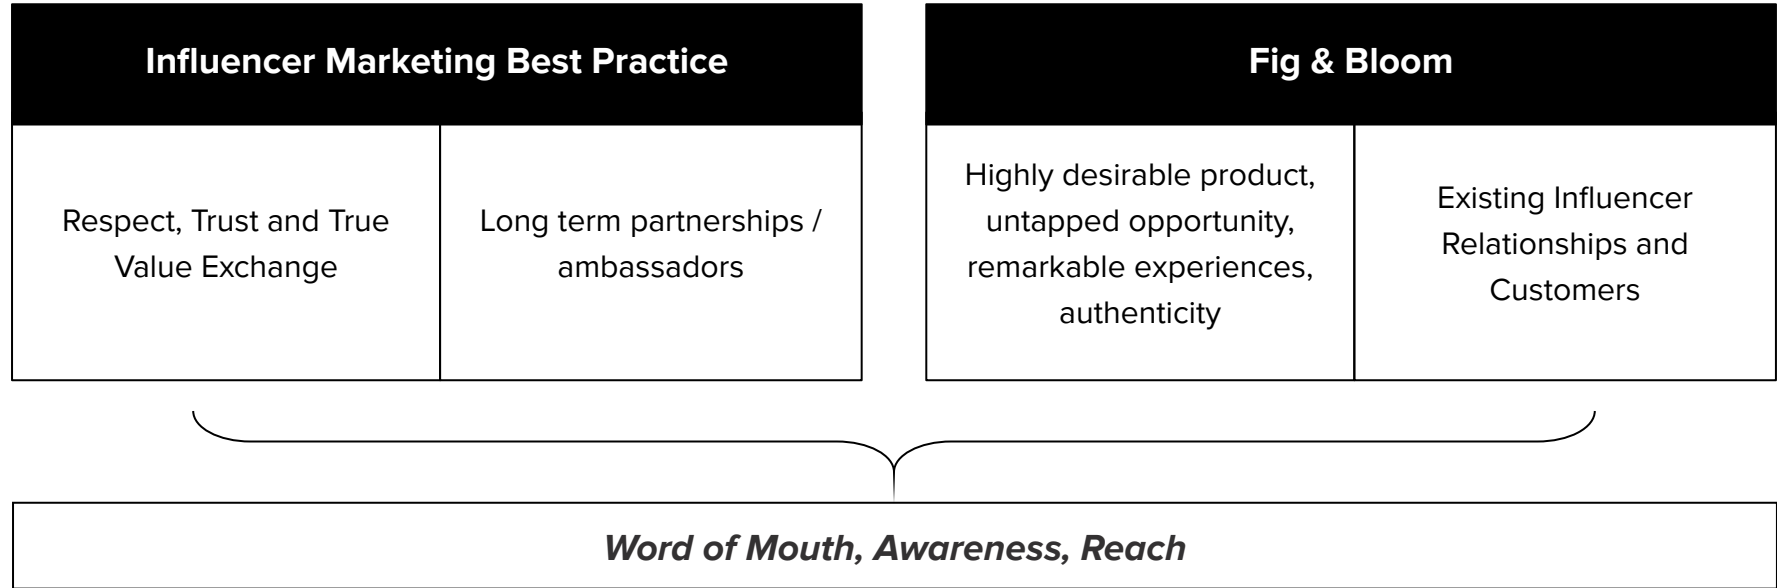 Influencer Marketing Best Practice
Respect, Trust and True
Value Exchange
Long term partnerships /
ambassadors
Fig & Bloom
Highly desirable product,
untapped opportunity,
remarkable experiences,
authenticity
Existing Influencer
Relationships and
Customers
Word of Mouth, Awareness, Reach